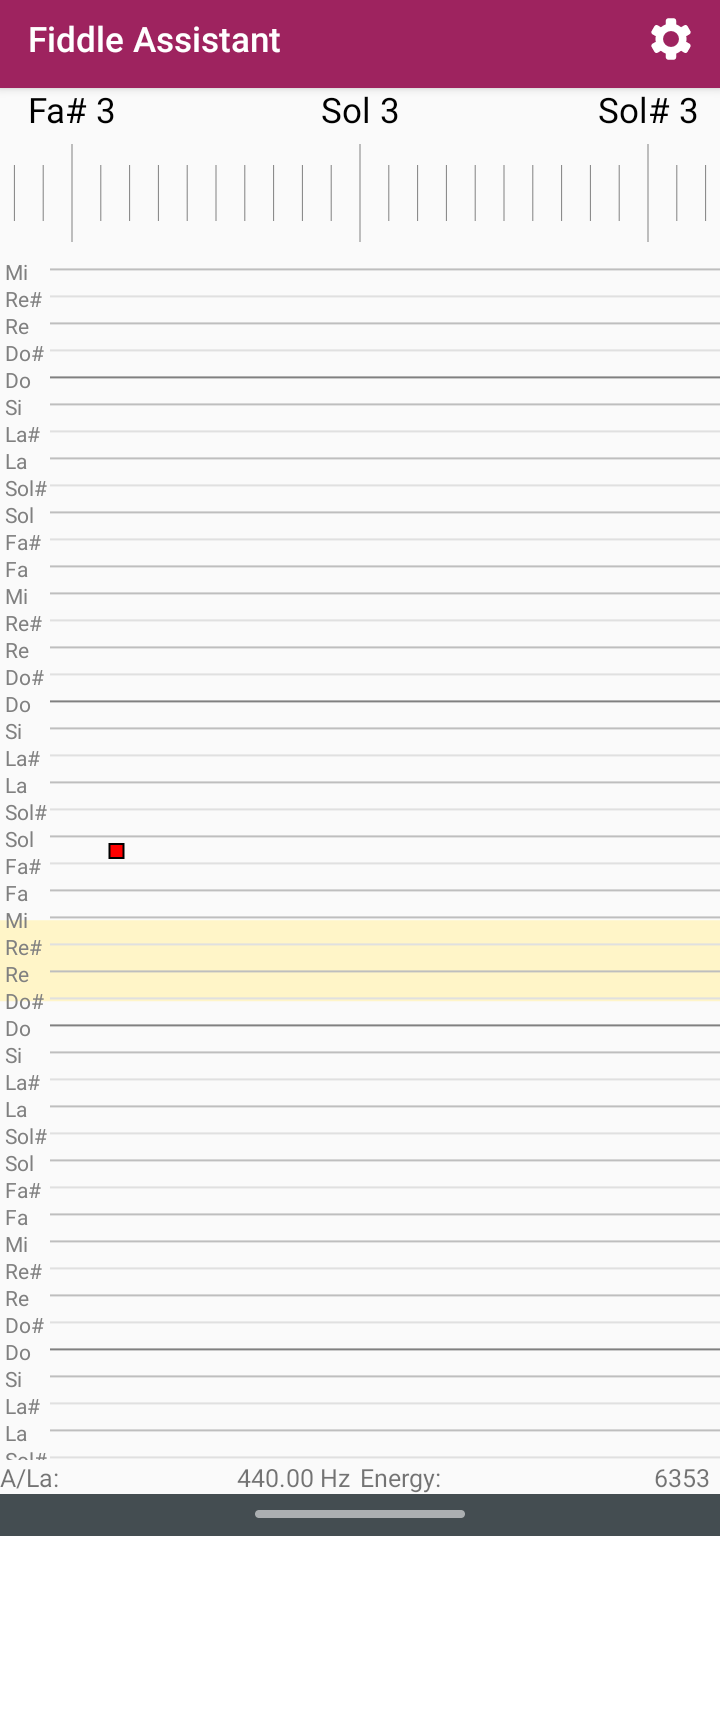 Fiddle Assistant
Fa# 3 Sol 3 Sol# 3
Mi
Re#
Re
Do#
Do
Si
La#
La
Sol#
Sol
Fa#
Fa
Mi
Re#
Re
Do#
Do
Si
La#
La
Sol#
Sol
Fa#
Fa
Mi
Re#
Re
Do#
Do
Si
La#
La
Sol#
Sol
Fa#
Fa
Mi
Re#
Re
Do#
Do
Si
La#
La
Sol#
A/La: 440.00 Hz Energy: 6353